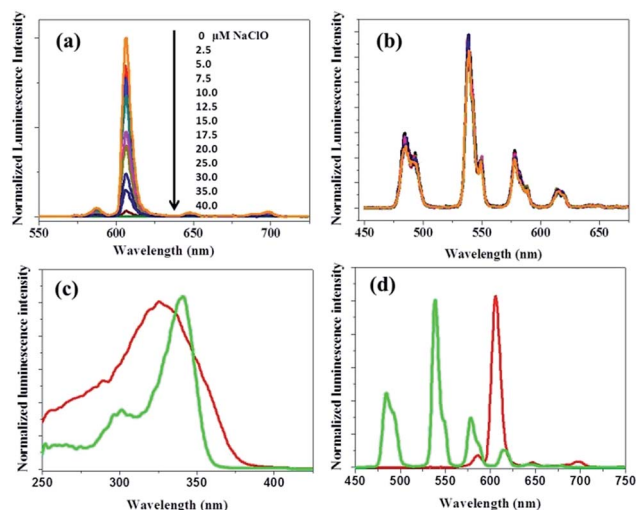 (a)
0 μM NaClO
2.5
5.0
7.5
10.0
12.5
15.0
17.5
20.0
25.0
30.0
35.0
40.0
Normalized Luminescence Intensity
550 600 650 700
Wavelength (nm)
(b)
Normalized Luminescence Intensity
450 500 550 600 650
Wavelength (nm)
(c)
Normalized luminescence intensity
250 300 350 400
Wavelength (nm)
(d)
Normalized luminescence intensity
450 500 550 600 650 700 750
Wavelength (nm)